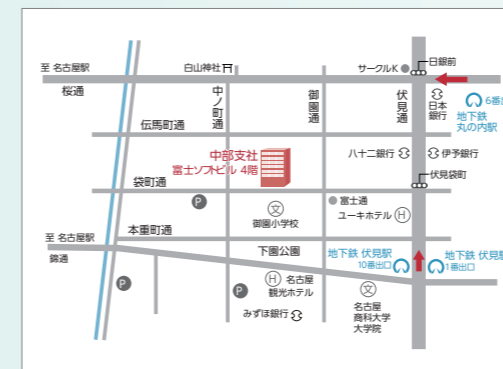 至 名古屋駅
桜通
白山神社
サークルK
日銀前
6番出
地下鉄
丸の内駅
日本
銀行
中ノ町通
御園通
伏見通
伝馬町通
中部支社
富士ソフトビル 4階
八十二銀行
伊予銀行
伏見袋町
袋町通
P
文
御園小学校
富士通
ユーキホテル
H
本重町通
至 名古屋駅
錦通
下園公園
地下鉄 伏見駅
10番出口
地下鉄 伏見駅
1番出口
P
P
H
名古屋
観光ホテル
みずほ銀行
文
名古屋
商科大学
大学院